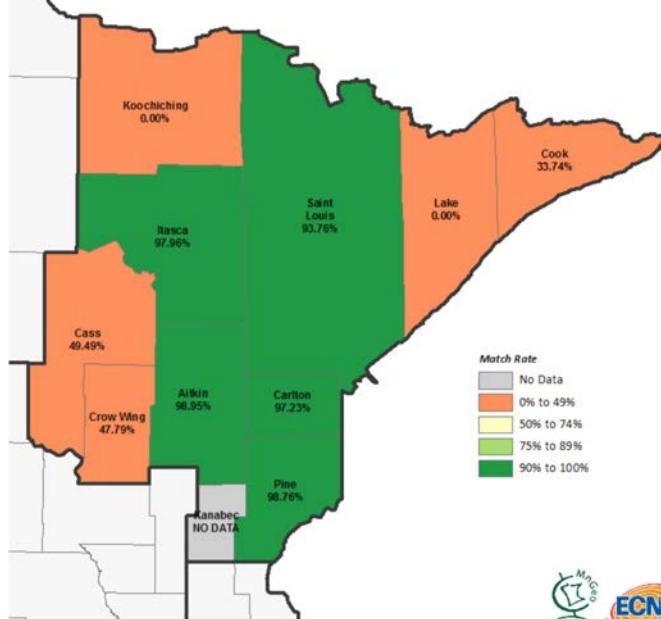 Koochiching
0.00%
Cook
33.74%
Saint
Louis
93.76%
Lake
0.00%
Itasca
97.96%
Cass
49.49%
Match Rate
No Data
0% to 49%
50% to 74%
75% to 89%
90% to 100%
Aitkin
98.95%
Carlton
97.23%
Crow Wing
47.79%
Pine
98.76%
Kanabec
NO DATA
MnGeo
ECN